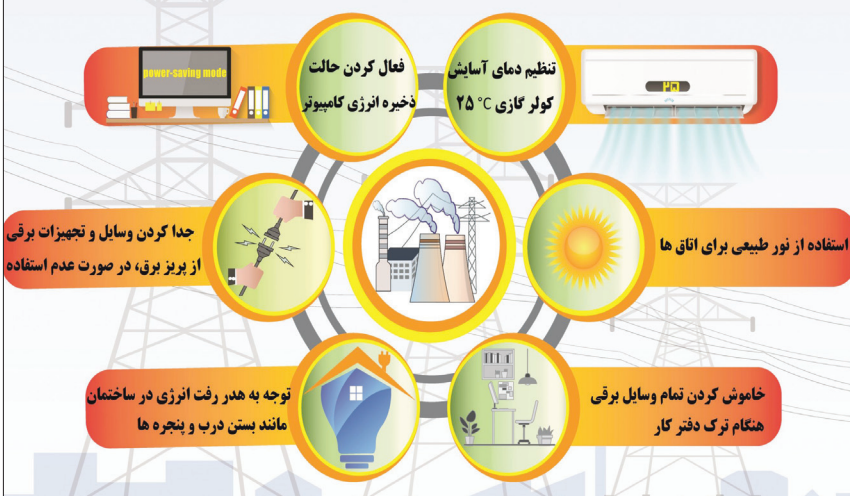 تنظیم دمای آسایش
کولر گازی ۲۵ °C
۲۵
فعال کردن حالت
ذخیره انرژی کامپیوتر
power-saving mode
استفاده از نور طبیعی برای اتاق ها
جدا کردن وسایل و تجهیزات برقی
از پریز برق، در صورت عدم استفاده
خاموش کردن تمام وسایل برقی
هنگام ترک دفتر کار
توجه به هدر رفت انرژی در ساختمان
مانند بستن درب و پنجره ها